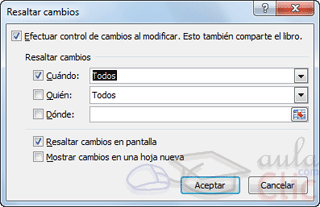 Resaltar cambios
Efectuar control de cambios al modificar. Esto también comparte el libro.
Resaltar cambios
Cuándo: Todos
Quién: Todos
Dónde:
Resaltar cambios en pantalla
Mostrar cambios en una hoja nueva
aula
Clic
.com
Aceptar Cancelar